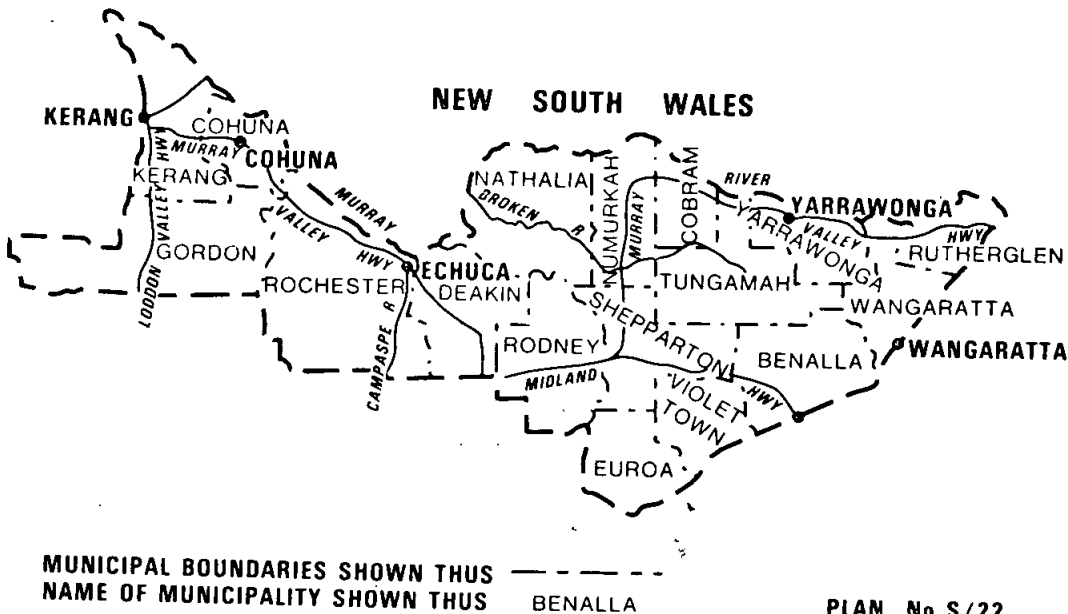 NEW SOUTH WALES
KERANG
COHUNA
MURRAY
COHUNA
KERANG
LODDON VALLEY HWY
GORDON
MURRAY
VALLEY HWY
ROCHESTER
ECHUCA
DEAKIN
CAMPASPE R
NATHALIA
BROKEN R
NUMURKAH
MURRAY
COBRAM
RIVER
YARRAWONGA
YARRAWONGA
VALLEY HWY
RUTHERGLEN
TUNGAMAH
WANGARATTA
WANGARATTA
SHEPPARTON
RODNEY
MIDLAND HWY
BENALLA
VIOLET
TOWN
EUROA
MUNICIPAL BOUNDARIES SHOWN THUS
NAME OF MUNICIPALITY SHOWN THUS BENALLA
PLAN No S/22